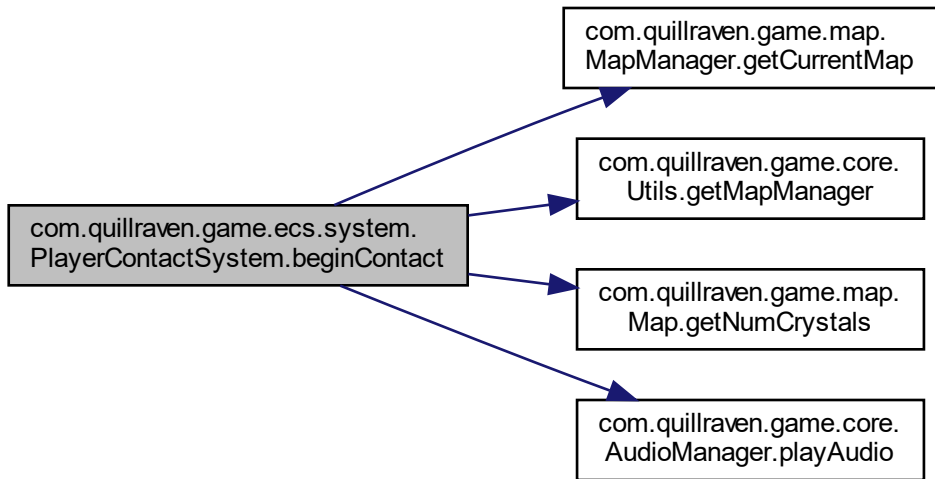 com.quillraven.game.map.
MapManager.getCurrentMap
com.quillraven.game.core.
Utils.getMapManager
com.quillraven.game.ecs.system.
PlayerContactSystem.beginContact
com.quillraven.game.map.
Map.getNumCrystals
com.quillraven.game.core.
AudioManager.playAudio